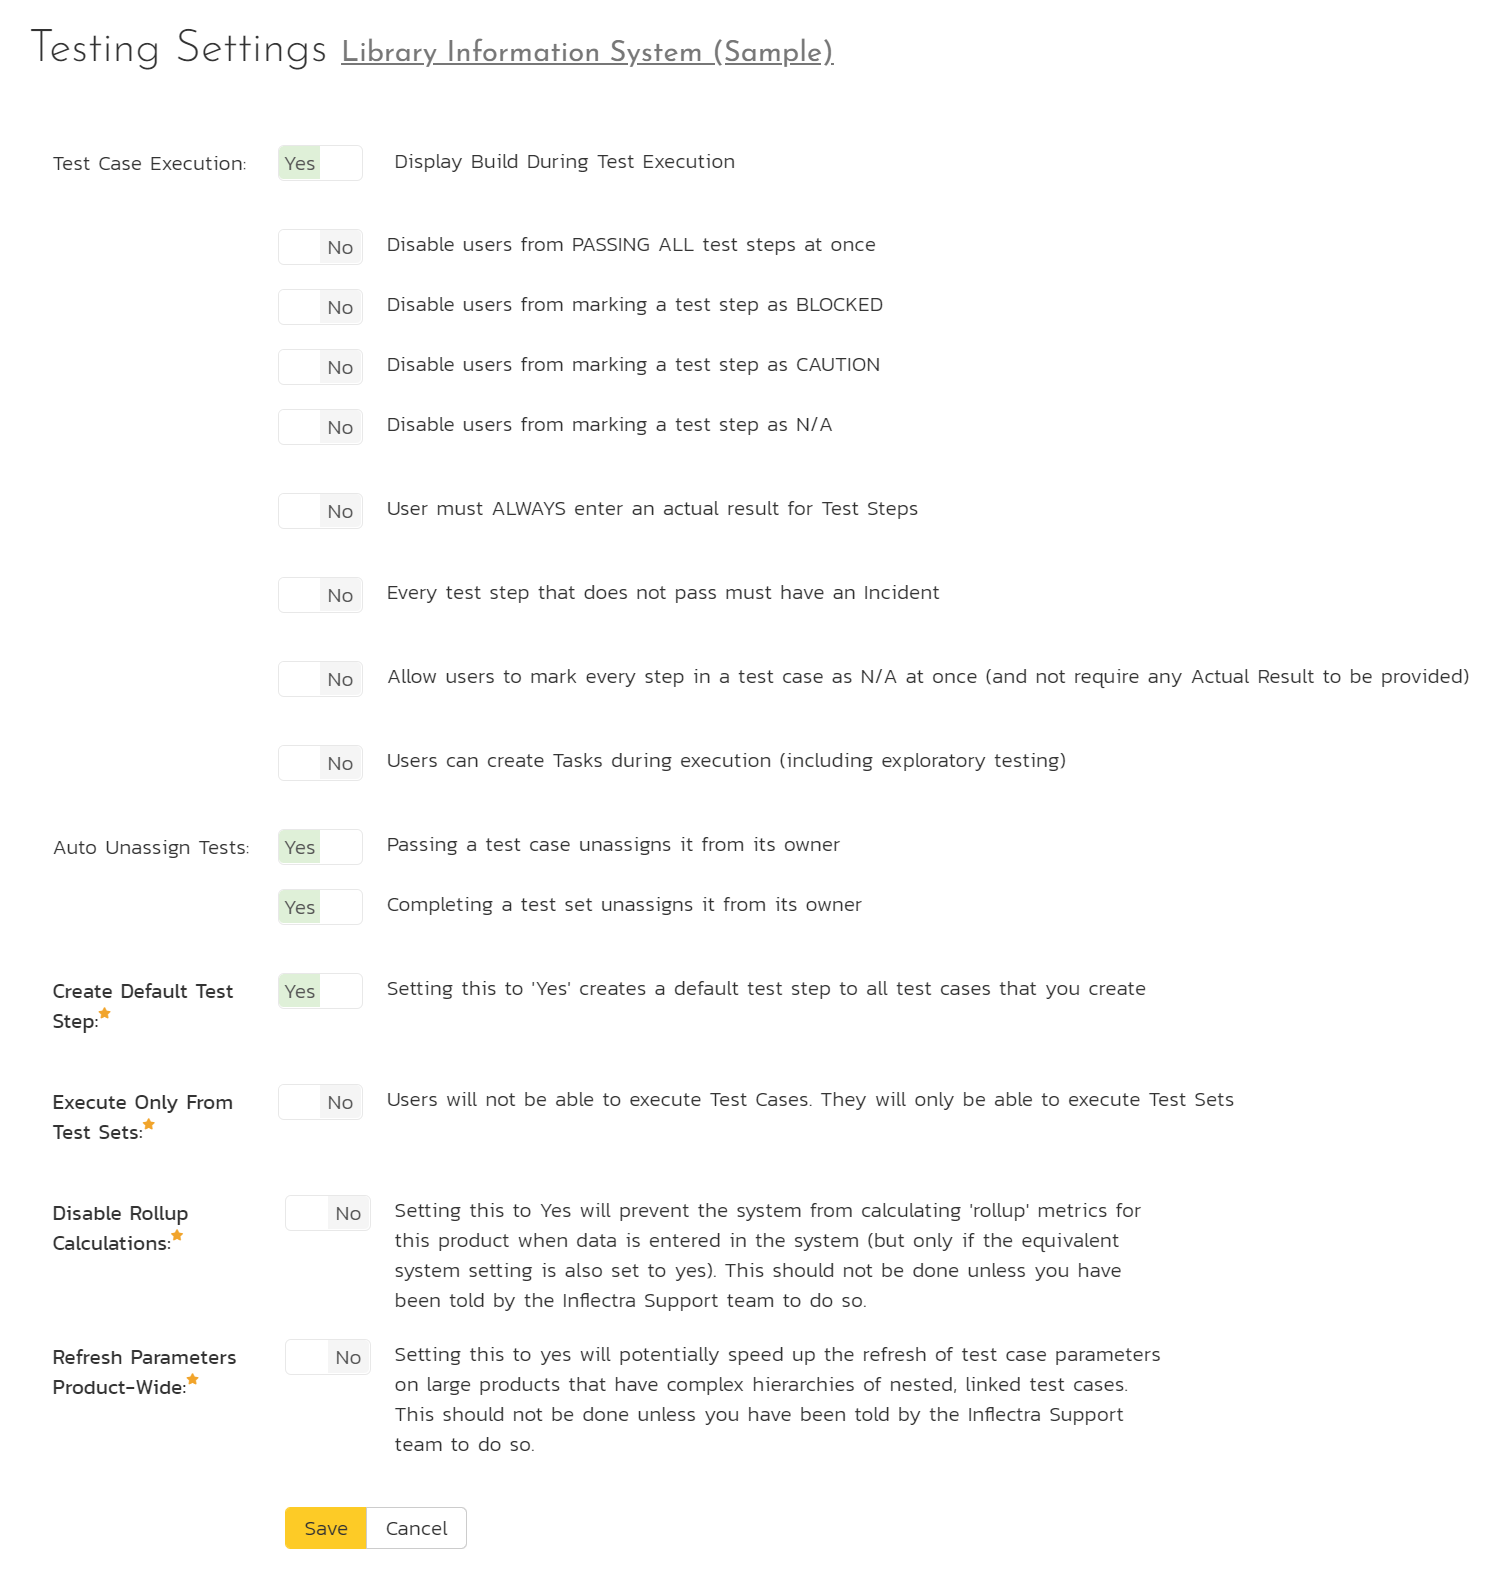 Testing Settings Library Information System (Sample)
Test Case Execution: Yes Display Build During Test Execution
No Disable users from PASSING ALL test steps at once
No Disable users from marking a test step as BLOCKED
No Disable users from marking a test step as CAUTION
No Disable users from marking a test step as N/A
No User must ALWAYS enter an actual result for Test Steps
No Every test step that does not pass must have an Incident
No Allow users to mark every step in a test case as N/A at once (and not require any Actual Result to be provided)
No Users can create Tasks during execution (including exploratory testing)
Auto Unassign Tests: Yes Passing a test case unassigns it from its owner
Yes Completing a test set unassigns it from its owner
Create Default Test Yes Setting this to 'Yes' creates a default test step to all test cases that you create
Step:
Execute Only From No Users will not be able to execute Test Cases. They will only be able to execute Test Sets
Test Sets:
Disable Rollup No Setting this to Yes will prevent the system from calculating 'rollup' metrics for
Calculations: this product when data is entered in the system (but only if the equivalent
system setting is also set to yes). This should not be done unless you have
been told by the Inflectra Support team to do so.
Refresh Parameters No Setting this to yes will potentially speed up the refresh of test case parameters
Product-Wide: on large products that have complex hierarchies of nested, linked test cases.
This should not be done unless you have been told by the Inflectra Support
team to do so.
Save Cancel